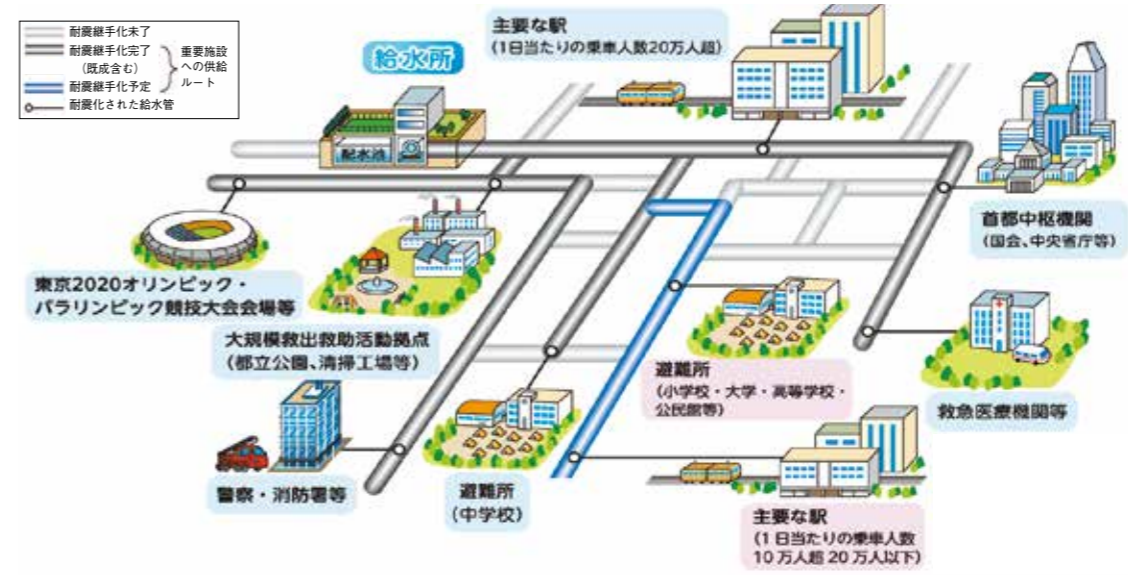 耐震継手化未了
耐震継手化完了
(既成含む)
耐震継手化予定
耐震化された給水管
重要施設
への供給
ルート
給水所
配水池
主要な駅
(1日当たりの乗車人数20万人超)
首都中枢機関
(国会、中央省庁等)
東京2020オリンピック・
パラリンピック競技大会会場等
大規模救出救助活動拠点
(都立公園、清掃工場等)
避難所
(小学校・大学・高等学校・
公民館等)
救急医療機関等
警察・消防署等
避難所
(中学校)
主要な駅
(1日当たりの乗車人数
10万人超20万人以下)